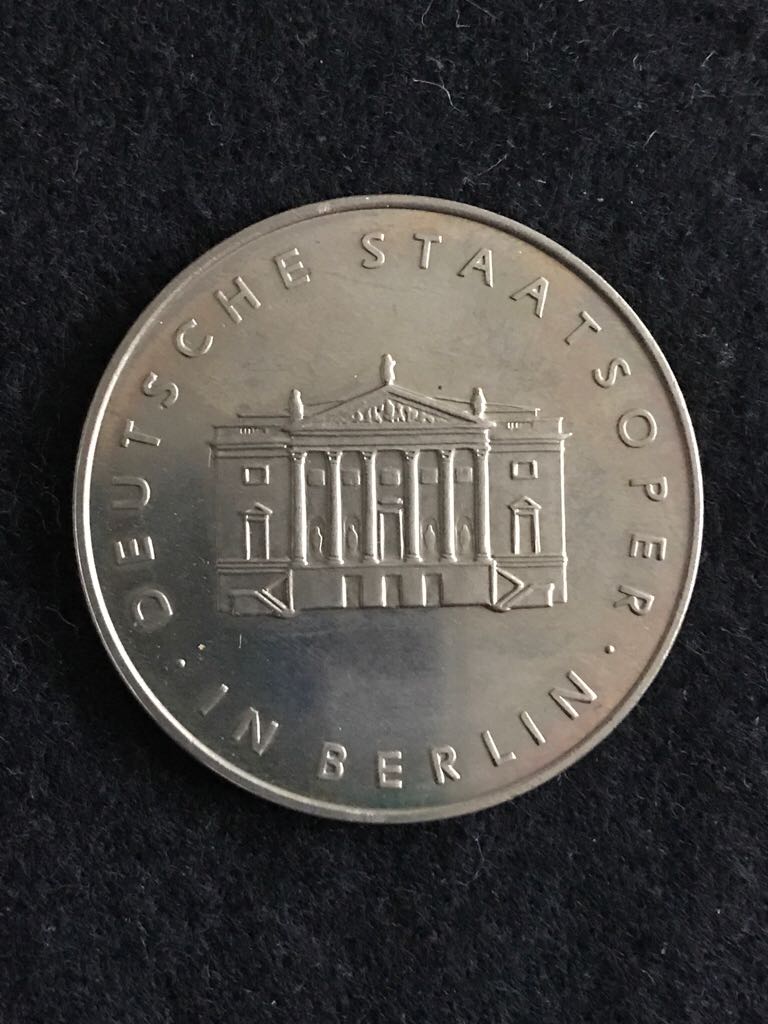 DEUTSCHE STAATSOPER
· IN BERLIN ·